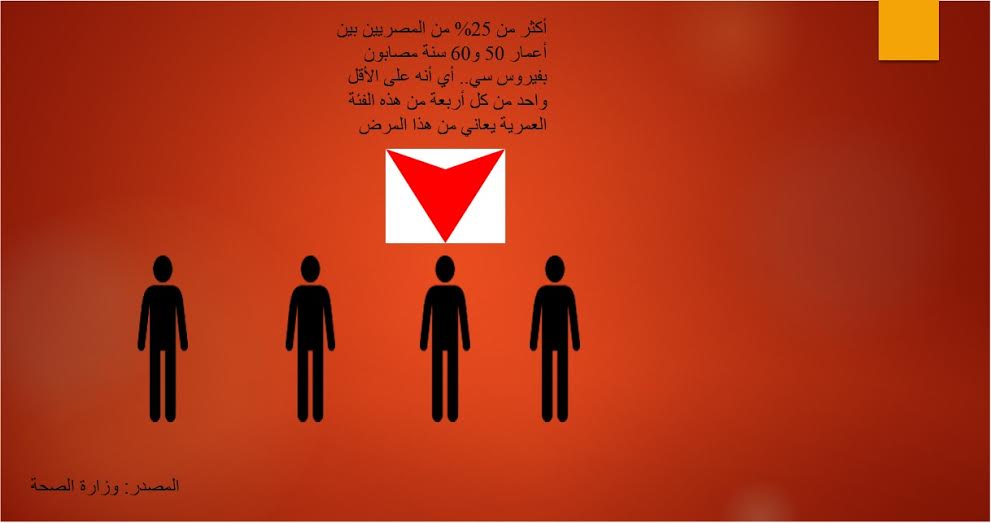 أكثر من 25% من المصريين بين
أعمار 50 و60 سنة مصابون
بفيروس سي.. أي أنه على الأقل
واحد من كل أربعة من هذه الفئة
العمرية يعاني من هذا المرض
المصدر: وزارة الصحة